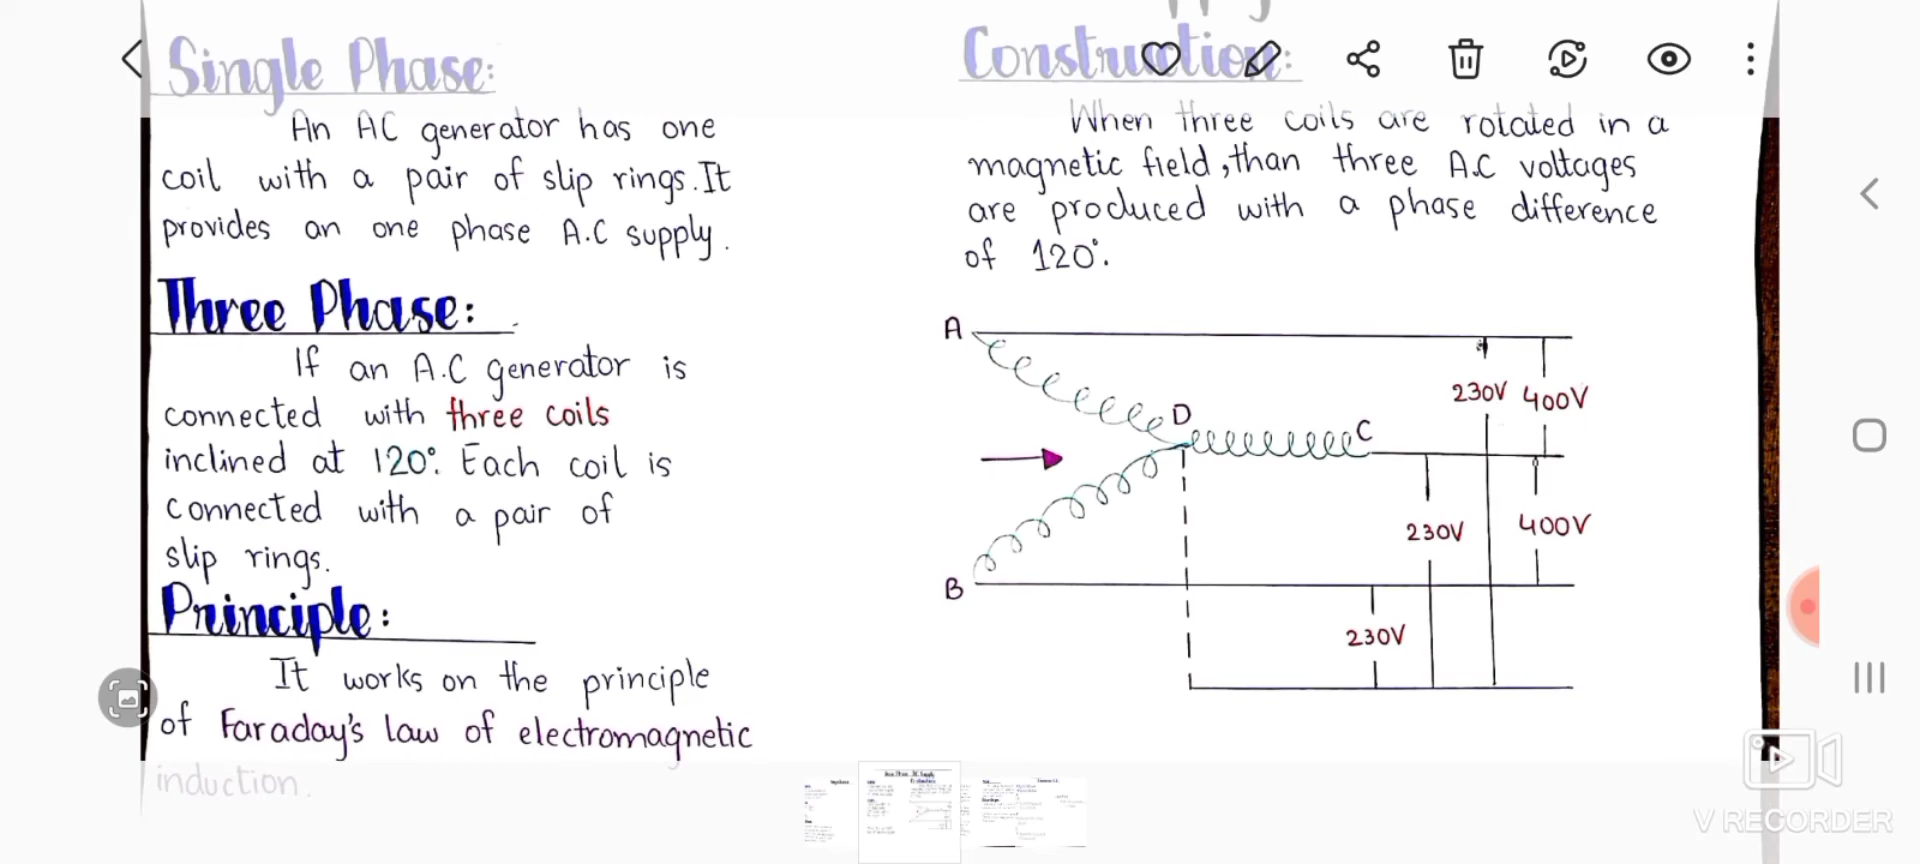 Single Phase:
An AC generator has one
coil with a pair of slip rings. It
provides an one phase A.C supply.
Three Phase:
If an A.C generator is
connected with three coils
inclined at 120°. Each coil is
connected with a pair of
slip rings.
Principle:
It works on the principle
of Faraday's law of electromagnetic
induction.
Construction:
When three coils are rotated in a
magnetic field, than three A.C voltages
are produced with a phase difference
of 120°.
A
D
C
B
230V 400V
230V
400V
230V
V RECORDER